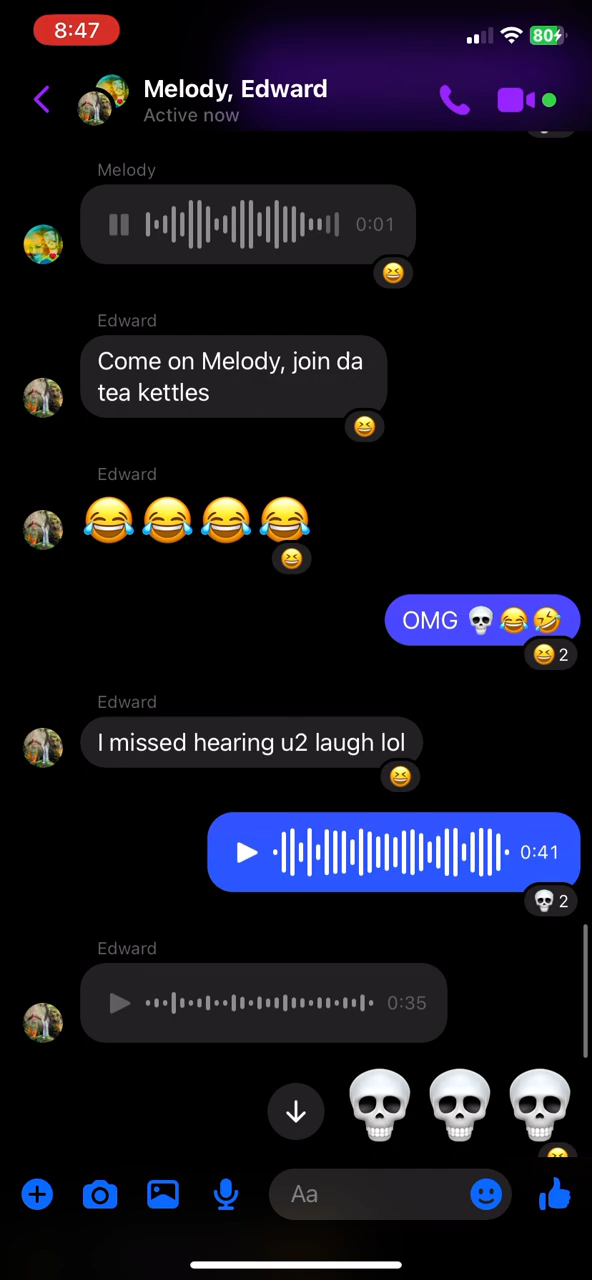 8:47
80
Melody, Edward
Active now
Melody
0:01
Edward
Come on Melody, join da
tea kettles
Edward
😂😂😂😂
OMG 💀😂🤣
2
Edward
I missed hearing u2 laugh lol
0:41
2
Edward
0:35
💀💀💀
Aa